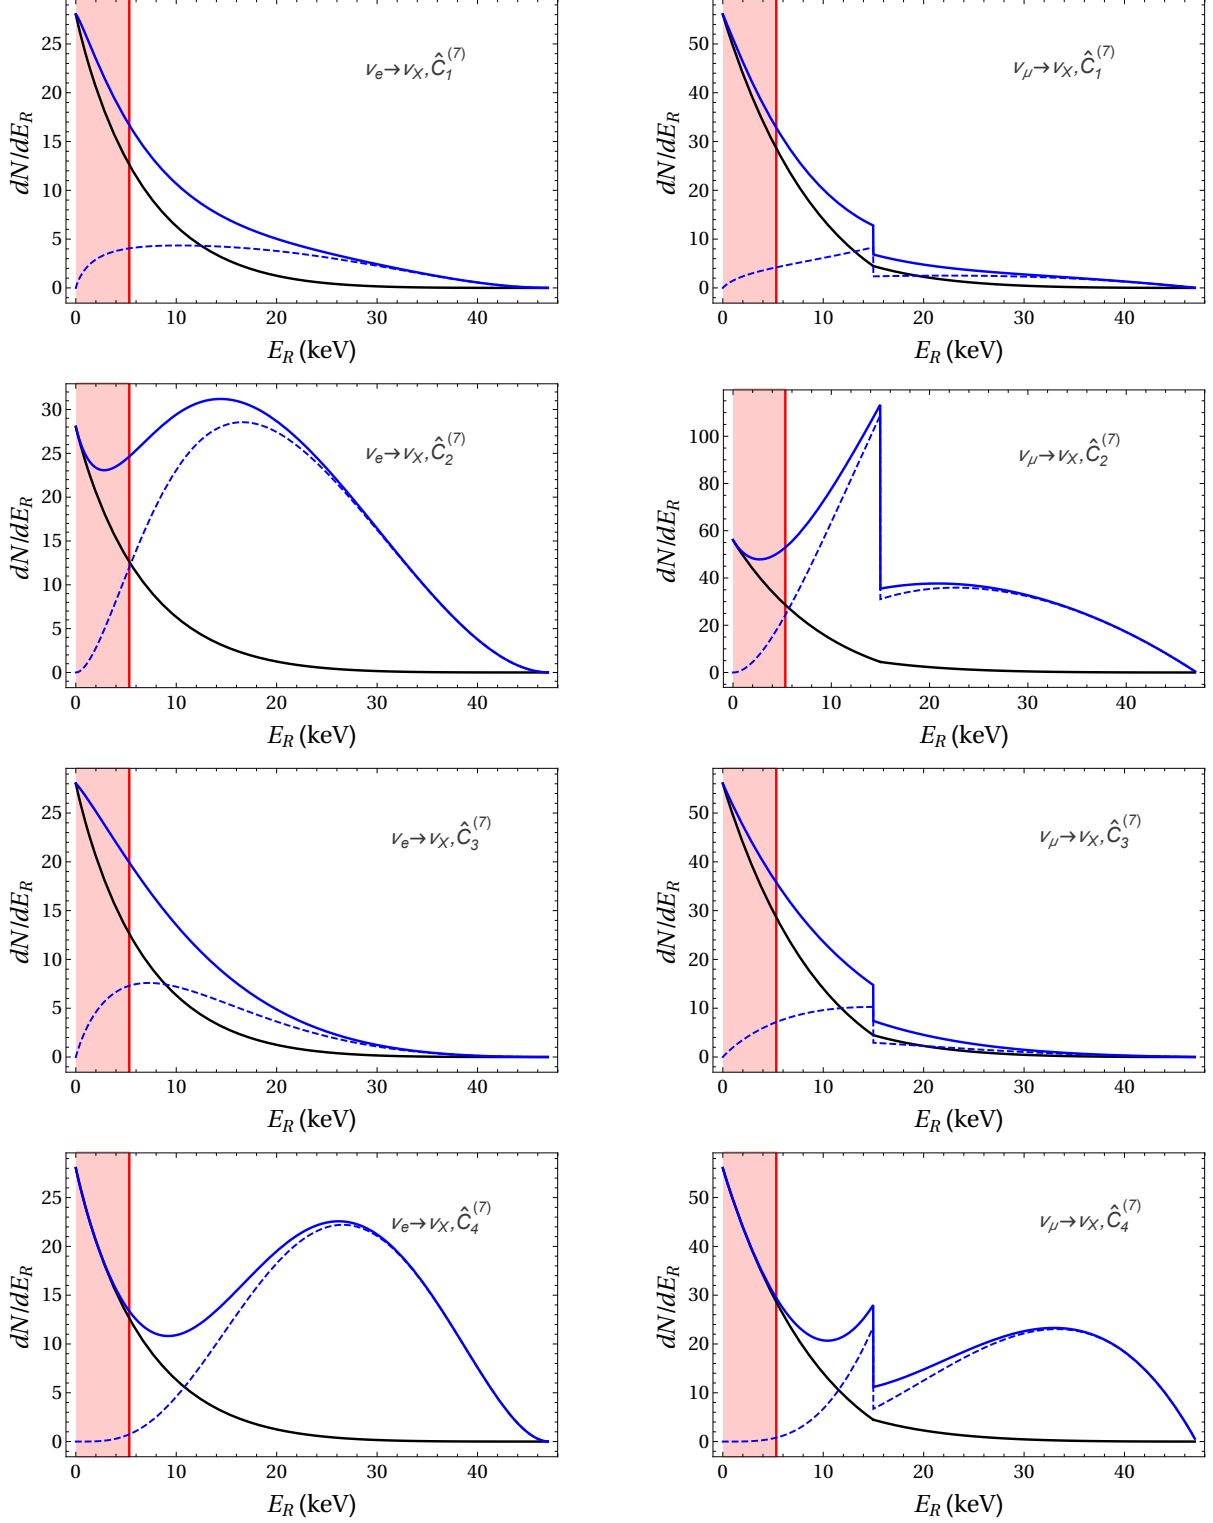 ν_e→ν_X, Ĉ_1^(7)
dN/dE_R
25
20
15
10
5
0
0 10 20 30 40
E_R (keV)
ν_μ→ν_X, Ĉ_1^(7)
dN/dE_R
50
40
30
20
10
0
0 10 20 30 40
E_R (keV)
ν_e→ν_X, Ĉ_2^(7)
dN/dE_R
30
25
20
15
10
5
0
0 10 20 30 40
E_R (keV)
ν_μ→ν_X, Ĉ_2^(7)
dN/dE_R
100
80
60
40
20
0
0 10 20 30 40
E_R (keV)
ν_e→ν_X, Ĉ_3^(7)
dN/dE_R
25
20
15
10
5
0
0 10 20 30 40
E_R (keV)
ν_μ→ν_X, Ĉ_3^(7)
dN/dE_R
50
40
30
20
10
0
0 10 20 30 40
E_R (keV)
ν_e→ν_X, Ĉ_4^(7)
dN/dE_R
25
20
15
10
5
0
0 10 20 30 40
E_R (keV)
ν_μ→ν_X, Ĉ_4^(7)
dN/dE_R
50
40
30
20
10
0
0 10 20 30 40
E_R (keV)